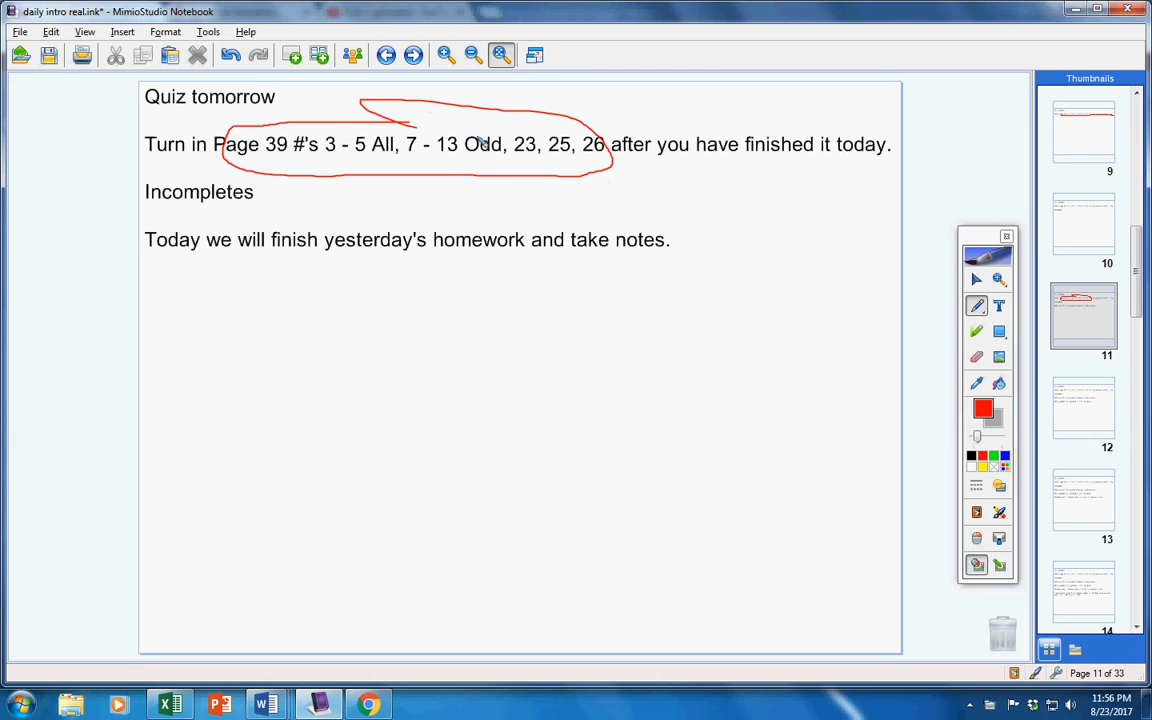 daily intro real.ink* - MimioStudio Notebook
File Edit View Insert Format Tools Help
Thumbnails
Quiz tomorrow
Turn in Page 39 #'s 3 - 5 All, 7 - 13 Odd, 23, 25, 26 after you have finished it today.
Incompletes
Today we will finish yesterday's homework and take notes.
9
10
11
12
13
14
Page 11 of 33
11:56 PM
8/23/2017